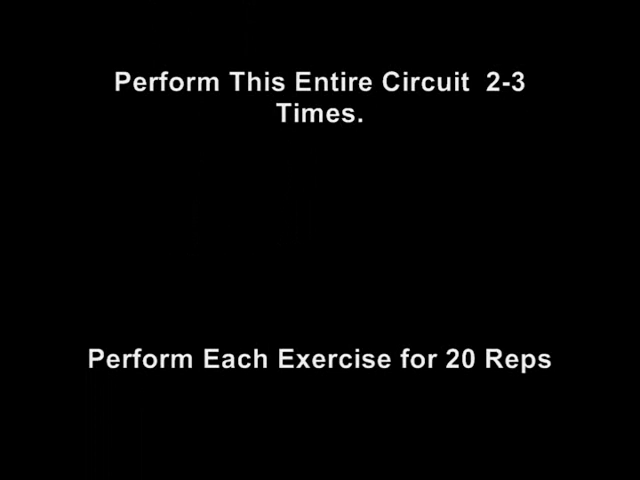 Perform This Entire Circuit  2-3
Times.
Perform Each Exercise for 20 Reps